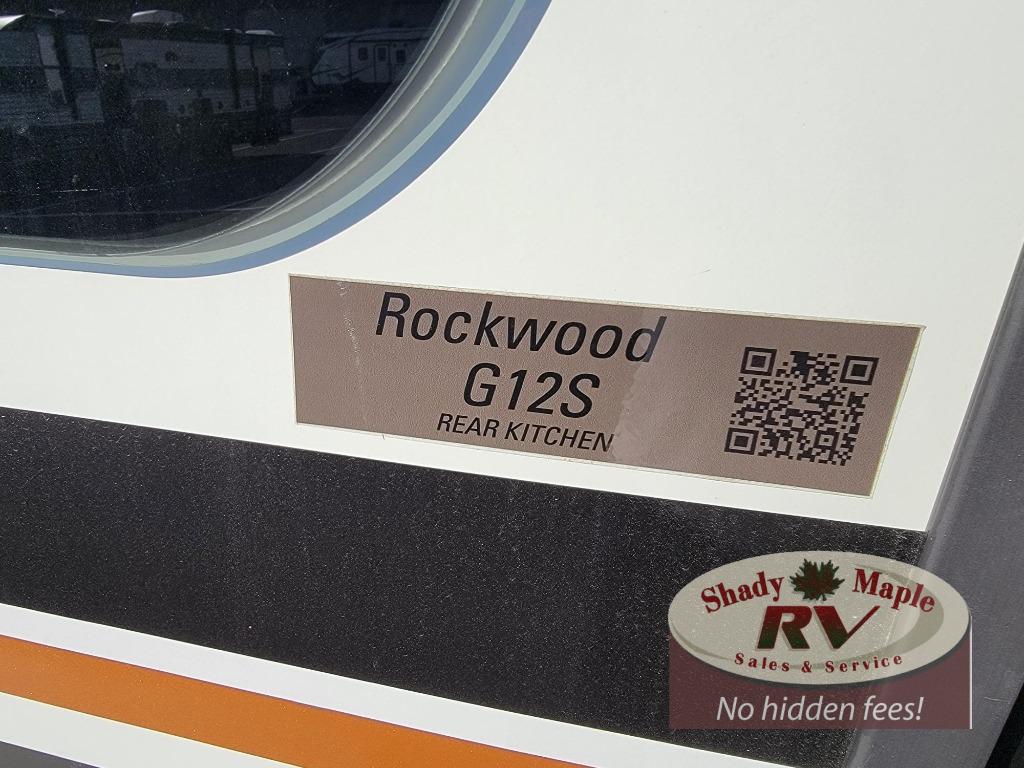 Rockwood
G12S
REAR KITCHEN
Shady Maple
RV
Sales & Service
No hidden fees!